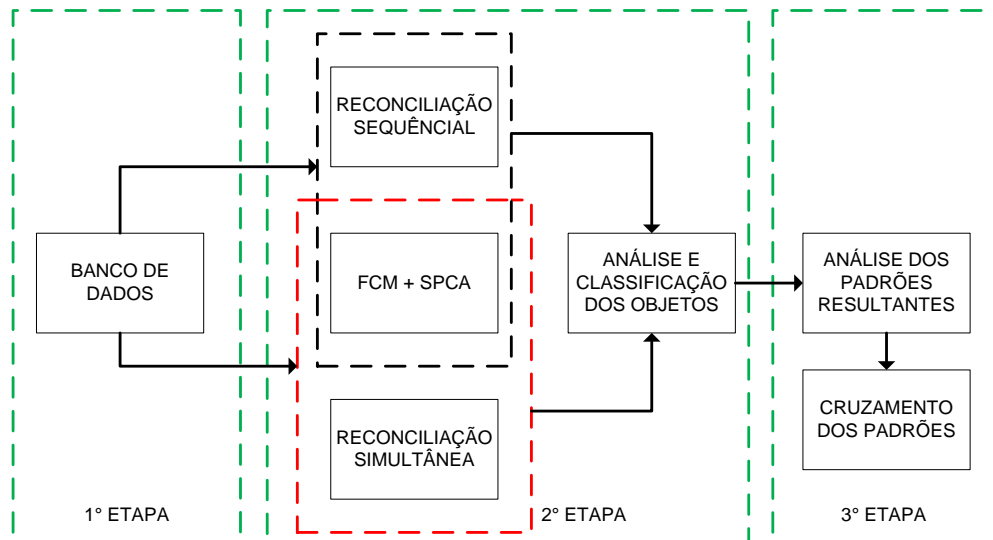 RECONCILIAÇÃO
SEQUÊNCIAL
BANCO DE
DADOS
FCM + SPCA
ANÁLISE E
CLASSIFICAÇÃO
DOS OBJETOS
ANÁLISE DOS
PADRÕES
RESULTANTES
RECONCILIAÇÃO
SIMULTÂNEA
CRUZAMENTO
DOS PADRÕES
1° ETAPA
2° ETAPA
3° ETAPA